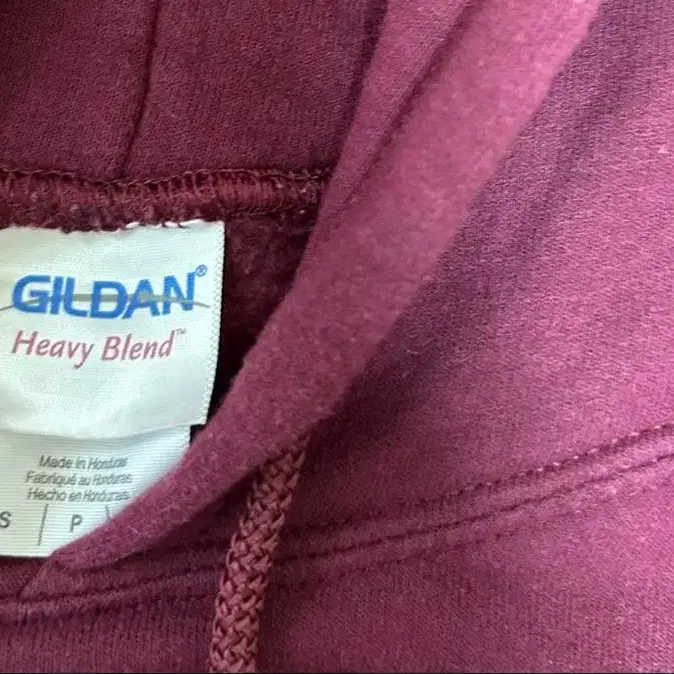 GILDAN®
Heavy Blend™
Made in Honduras
Fabriqué au Honduras
Hecho en Honduras
S | P